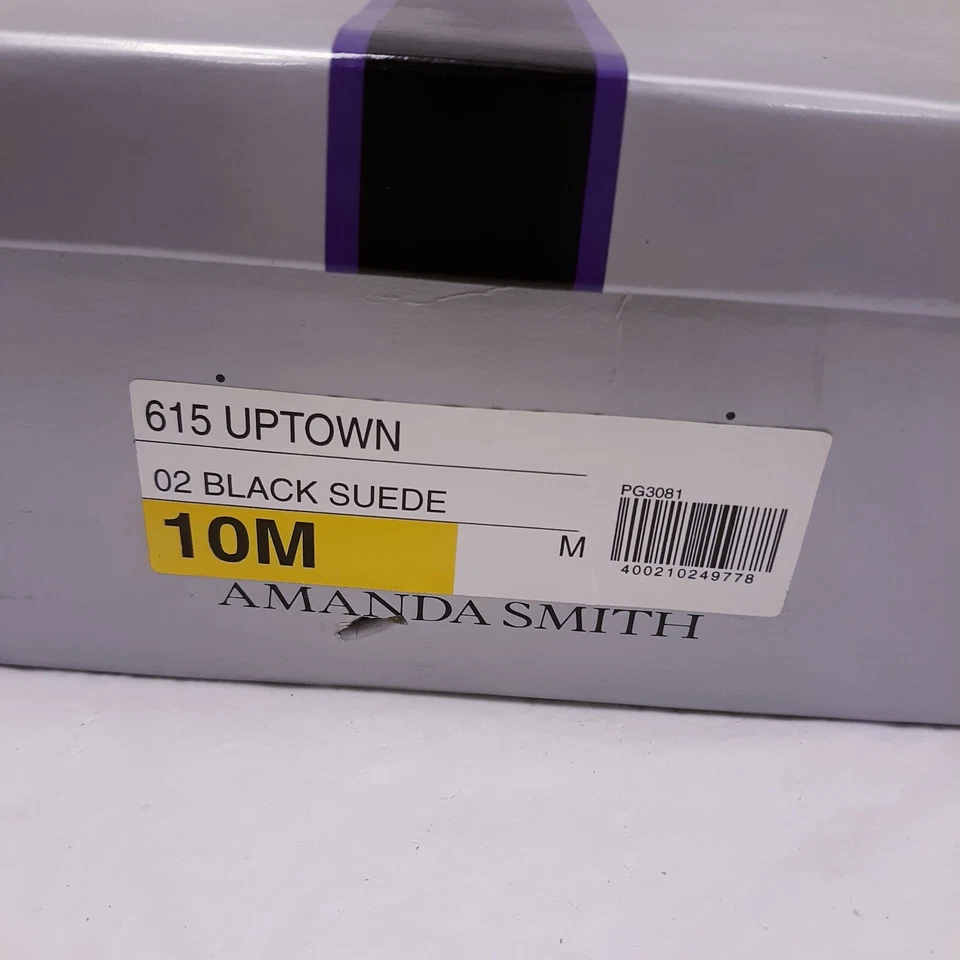 615 UPTOWN
02 BLACK SUEDE
10M
M
PG3081
400210249778
AMANDA SMITH